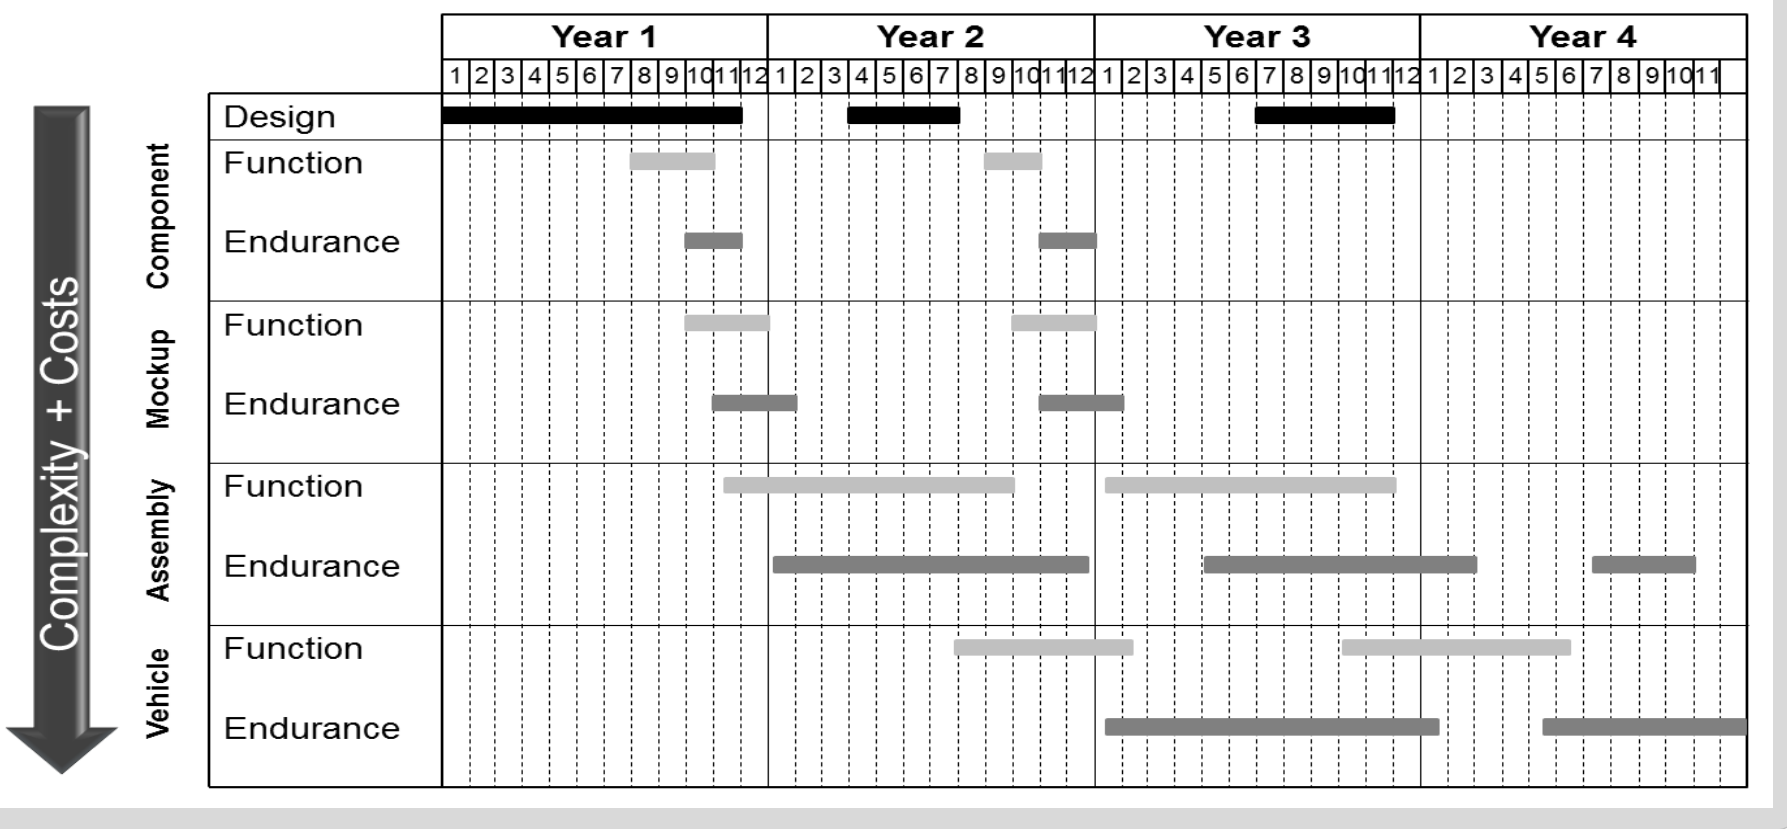 Year 1 Year 2 Year 3 Year 4
1 2 3 4 5 6 7 8 9 10 11 12 1 2 3 4 5 6 7 8 9 10 11 12 1 2 3 4 5 6 7 8 9 10 11 12 1 2 3 4 5 6 7 8 9 10 11
Complexity + Costs
Design
Component
Function
Endurance
Mockup
Function
Endurance
Assembly
Function
Endurance
Vehicle
Function
Endurance